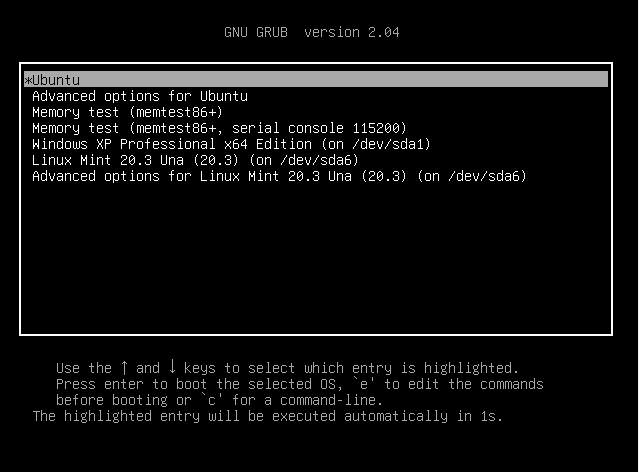 GNU GRUB  version 2.04
*Ubuntu
Advanced options for Ubuntu
Memory test (memtest86+)
Memory test (memtest86+, serial console 115200)
Windows XP Professional x64 Edition (on /dev/sda1)
Linux Mint 20.3 Una (20.3) (on /dev/sda6)
Advanced options for Linux Mint 20.3 Una (20.3) (on /dev/sda6)
Use the ↑ and ↓ keys to select which entry is highlighted.
Press enter to boot the selected OS, `e' to edit the commands
before booting or `c' for a command-line.
The highlighted entry will be executed automatically in 1s.